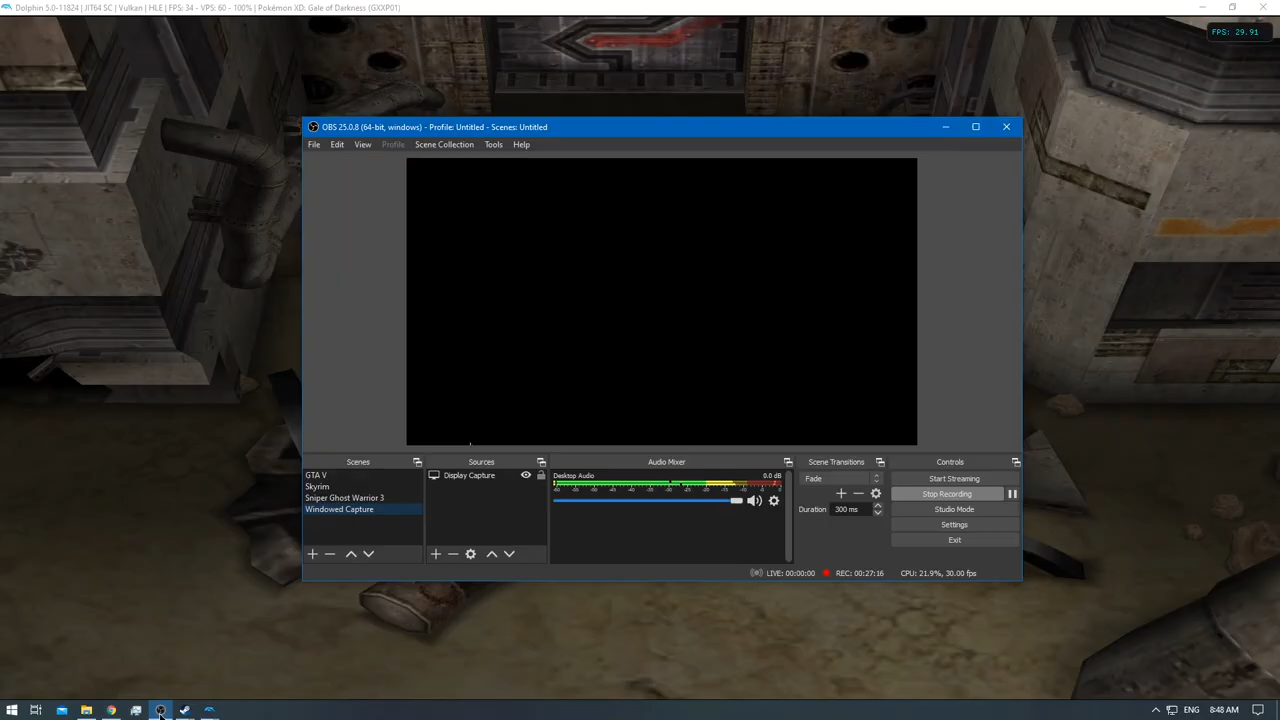 Dolphin 5.0-11824 | JIT64 SC | Vulkan | HLE | FPS: 34 - VPS: 60 - 100% | Pokémon XD: Gale of Darkness (GXXP01)
FPS: 29.91
OBS 25.0.8 (64-bit, windows) - Profile: Untitled - Scenes: Untitled
File Edit View Profile Scene Collection Tools Help
Scenes Sources Audio Mixer Scene Transitions Controls
GTA V
Skyrim
Sniper Ghost Warrior 3
Windowed Capture
Display Capture
Desktop Audio 0.0 dB
Fade
Duration 300 ms
Start Streaming
Stop Recording
Studio Mode
Settings
Exit
LIVE: 00:00:00 REC: 00:27:16 CPU: 21.9%, 30.00 fps
ENG 8:48 AM